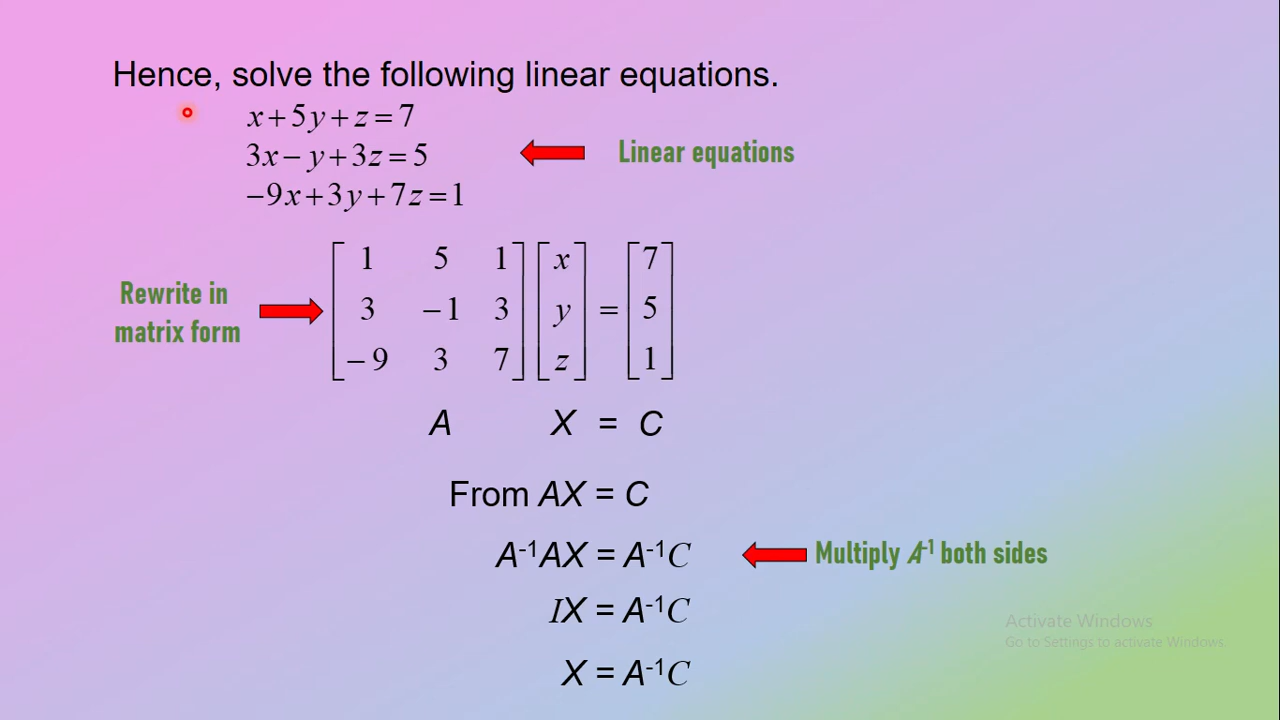 Hence, solve the following linear equations.
x+5y+z=7
3x−y+3z=5
Linear equations
−9x+3y+7z=1
1 5 1 x 7
Rewrite in
matrix form
3 −1 3 y = 5
−9 3 7 z 1
A X = C
From AX = C
A⁻¹AX = A⁻¹C
Multiply A⁻¹ both sides
IX = A⁻¹C
X = A⁻¹C
Activate Windows
Go to Settings to activate Windows.